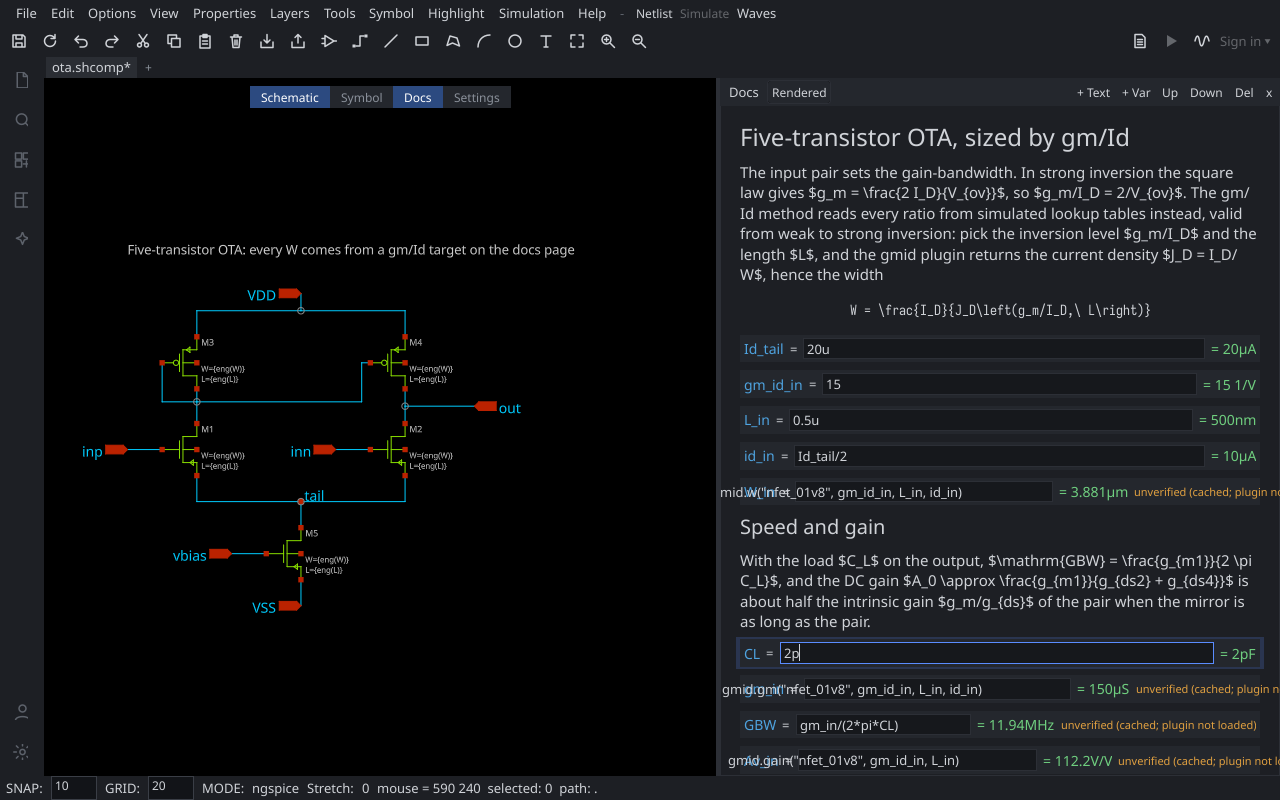 File Edit Options View Properties Layers Tools Symbol Highlight Simulation Help - Netlist Simulate Waves
Sign in ▾
ota.shcomp* +
Schematic Symbol Docs Settings
Docs Rendered + Text + Var Up Down Del x
Five-transistor OTA: every W comes from a gm/Id target on the docs page
VDD
M3
W={eng(W)}
L={eng(L)}
M4
W={eng(W)}
L={eng(L)}
out
M1
inp
W={eng(W)}
L={eng(L)}
M2
inn
W={eng(W)}
L={eng(L)}
tail
M5
vbias
W={eng(W)}
L={eng(L)}
VSS
Five-transistor OTA, sized by gm/Id
The input pair sets the gain-bandwidth. In strong inversion the square
law gives $g_m = \frac{2 I_D}{V_{ov}}$, so $g_m/I_D = 2/V_{ov}$. The gm/
Id method reads every ratio from simulated lookup tables instead, valid
from weak to strong inversion: pick the inversion level $g_m/I_D$ and the
length $L$, and the gmid plugin returns the current density $J_D = I_D/
W$, hence the width
W = \frac{I_D}{J_D\left(g_m/I_D,\ L\right)}
Id_tail = 20u = 20µA
gm_id_in = 15 = 15 1/V
L_in = 0.5u = 500nm
id_in = Id_tail/2 = 10µA
"nfet_01v8", gm_id_in, L_in, id_in) = 3.881µm unverified (cached; plugin no
Speed and gain
With the load $C_L$ on the output, $\mathrm{GBW} = \frac{g_{m1}}{2 \pi
C_L}$, and the DC gain $A_0 \approx \frac{g_{m1}}{g_{ds2} + g_{ds4}}$ is
about half the intrinsic gain $g_m/g_{ds}$ of the pair when the mirror is
as long as the pair.
CL = 2p = 2pF
"nfet_01v8", gm_id_in, L_in, id_in) = 150µS unverified (cached; plugin n
GBW = gm_in/(2*pi*CL) = 11.94MHz unverified (cached; plugin not loaded)
"nfet_01v8", gm_id_in, L_in) = 112.2V/V unverified (cached; plugin not lo
SNAP: 10 GRID: 20 MODE: ngspice Stretch: 0 mouse = 590 240 selected: 0 path: .